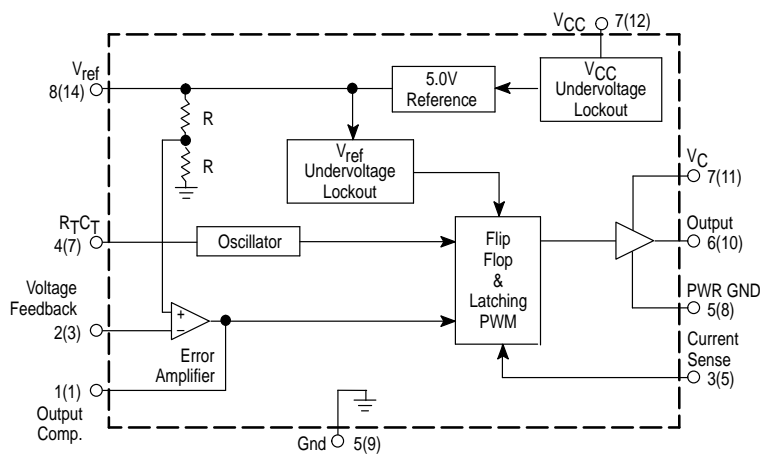 VCC 7(12)
Vref
8(14)
R
R
5.0V
Reference
VCC
Undervoltage
Lockout
Vref
Undervoltage
Lockout
VC
7(11)
RTCT
4(7)
Oscillator
Flip
Flop
&
Latching
PWM
Output
6(10)
Voltage
Feedback
2(3)
+
–
Error
Amplifier
PWR GND
5(8)
Current
Sense
3(5)
1(1)
Output
Comp.
Gnd 5(9)